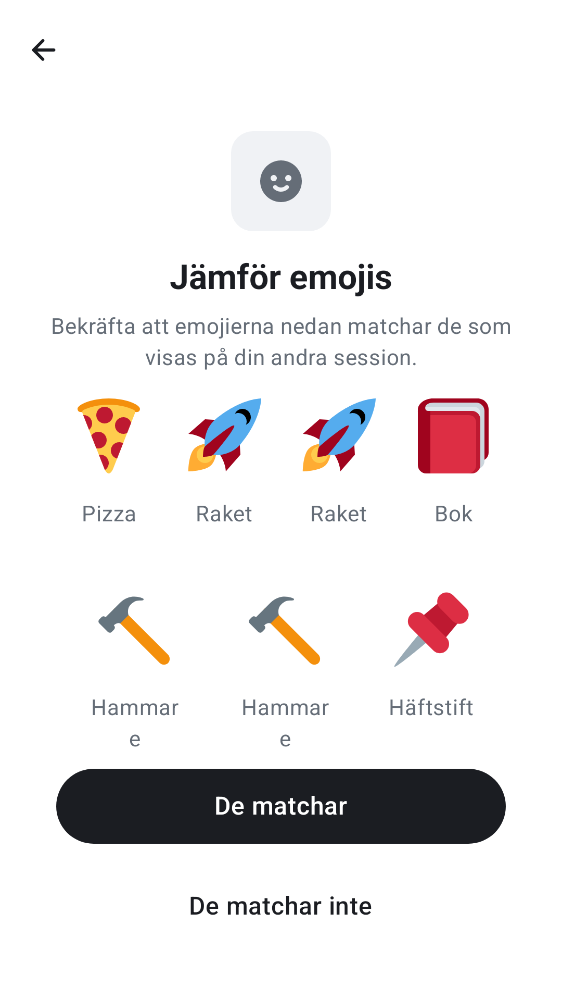 Jämför emojis
Bekräfta att emojierna nedan matchar de som
visas på din andra session.
Pizza Raket Raket Bok
Hammar Hammar Häftstift
e e
De matchar
De matchar inte